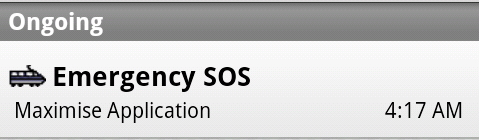 Ongoing
Emergency SOS
Maximise Application 4:17 AM